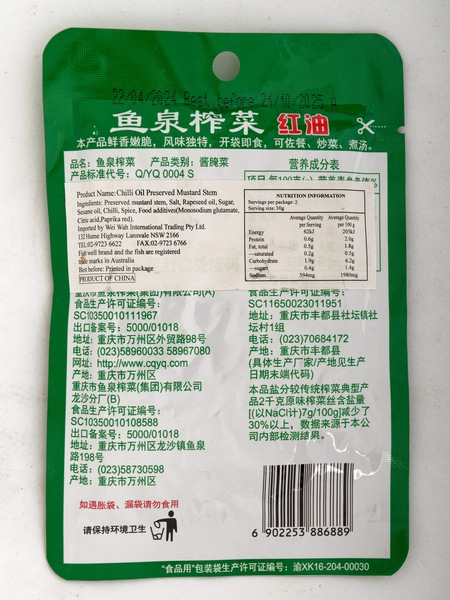 22/04/2024 Best before 21/10/2025 A
鱼泉榨菜 红油
本产品鲜香嫩脆，风味独特，开袋即食，可佐餐、炒菜、煮汤。
品名：鱼泉榨菜 产品类别：酱腌菜
产品标准代号：Q/YQ 0004 S
营养成分表
Product Name:Chilli Oil Preserved Mustard Stem
Ingredients: Preserved mustard stem, Salt, Rapeseed oil, Sugar,
Sesame oil, Chilli, Spice, Food additives(Monosodium glutamate,
Citric acid,Paprika red).
Imported by Wei Wah International Trading Pty Ltd.
132 Hume Highway Lansvale NSW 2166
TEL:02-9723 6622 FAX:02-9723 6766
Fahwell brand and the fish are registered
trade marks in Australia
Bet before: Printed in package
PRODUCT OF CHINA
NUTRITION INFORMATION
Servings per package: 2
Serving size: 30g
Average Quantity per Serving Average Quantity per 100 g
Energy 62kJ 205kJ
Protein 0.6g 2.0g
Fat, total 0.5g 1.8g
—saturated 0.2g 0.5g
Carbohydrate 1.9g 6.2g
—sugars 0.4g 1.4g
Sodium 594mg 1980mg
重庆市鱼泉榨菜(集团)有限公司(A)
食品生产许可证编号：
SC10350010111967
出口备案号：5000/01018
地址：重庆市万州区外贸路98号
电话：(023)58960033 58967080
网址：http://www.cqyq.com
产地：重庆市万州区
重庆市鱼泉榨菜(集团)有限公司
龙沙分厂(B)
食品生产许可证编号：
SC10350010108588
出口备案号：5000/01018
地址：重庆市万州区龙沙镇鱼泉
路198号
电话：(023)58730598
产地：重庆市万州区
食品生产许可证编号：
SC11650023011951
地址：重庆市丰都县社坛镇社
坛村1组
电话：(023)70684172
产地：重庆市丰都县
(具体生产厂家/产地见生产
日期末端代码)
本品盐分较传统榨菜典型产
品2千克原味榨菜丝含盐量
[(以NaCl计)7g/100g]减少了
30%以上，数据来源于本公
司内部检测结果。
如遇胀袋、漏袋请勿食用
请保持环境卫生
6 902253 886889
“食品用”包装袋生产许可证编号：渝XK16-204-00030